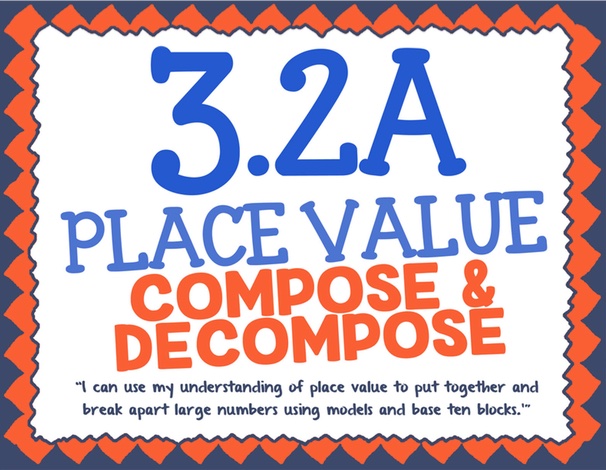 3.2A
PLACE VALUE
COMPOSE &
DECOMPOSE
"I can use my understanding of place value to put together and
break apart large numbers using models and base ten blocks.'"